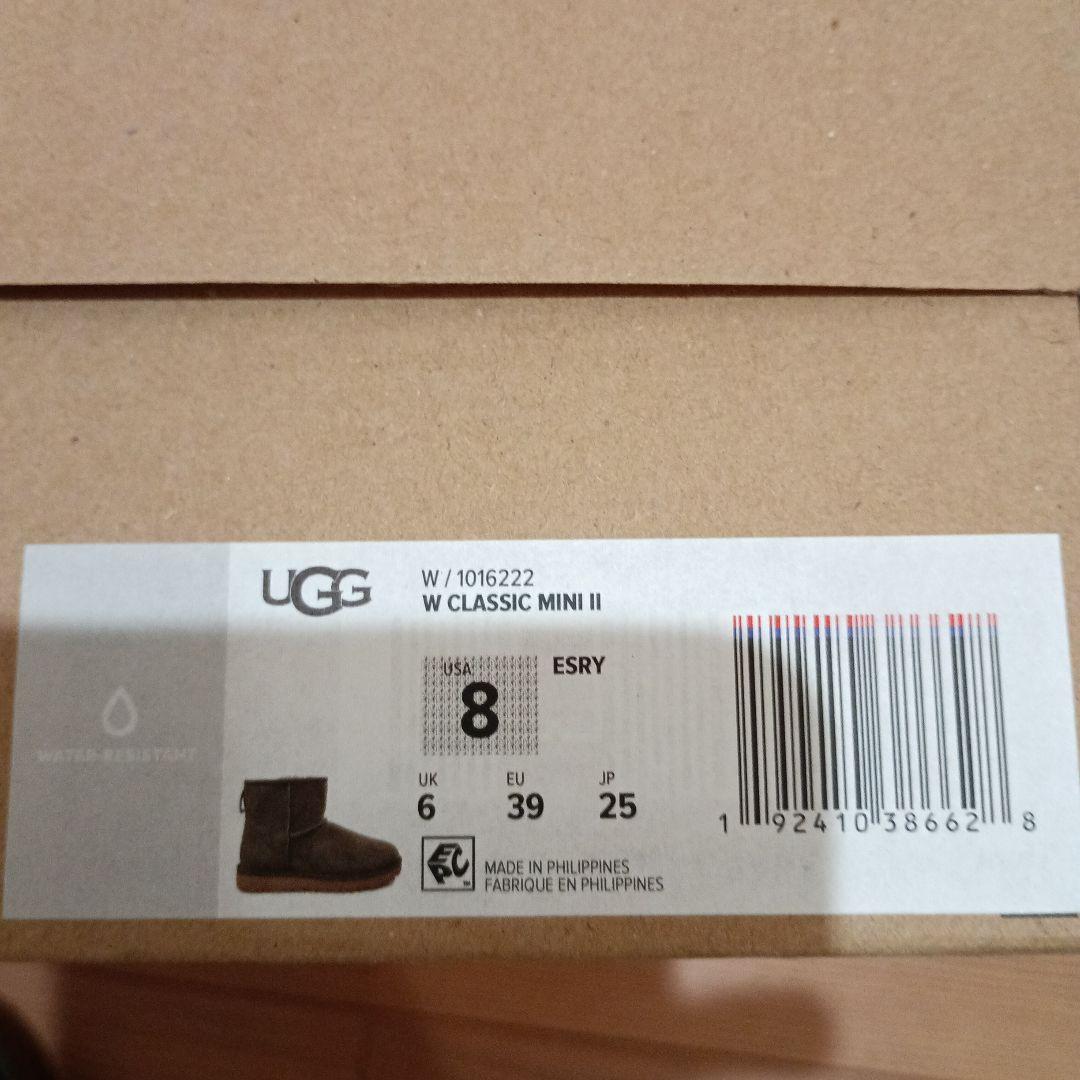 UGG
W / 1016222
W CLASSIC MINI II
USA
8
ESRY
WATER-RESISTANT
UK EU JP
6 39 25
1 92410 38662 8
EPC
MADE IN PHILIPPINES
FABRIQUE EN PHILIPPINES